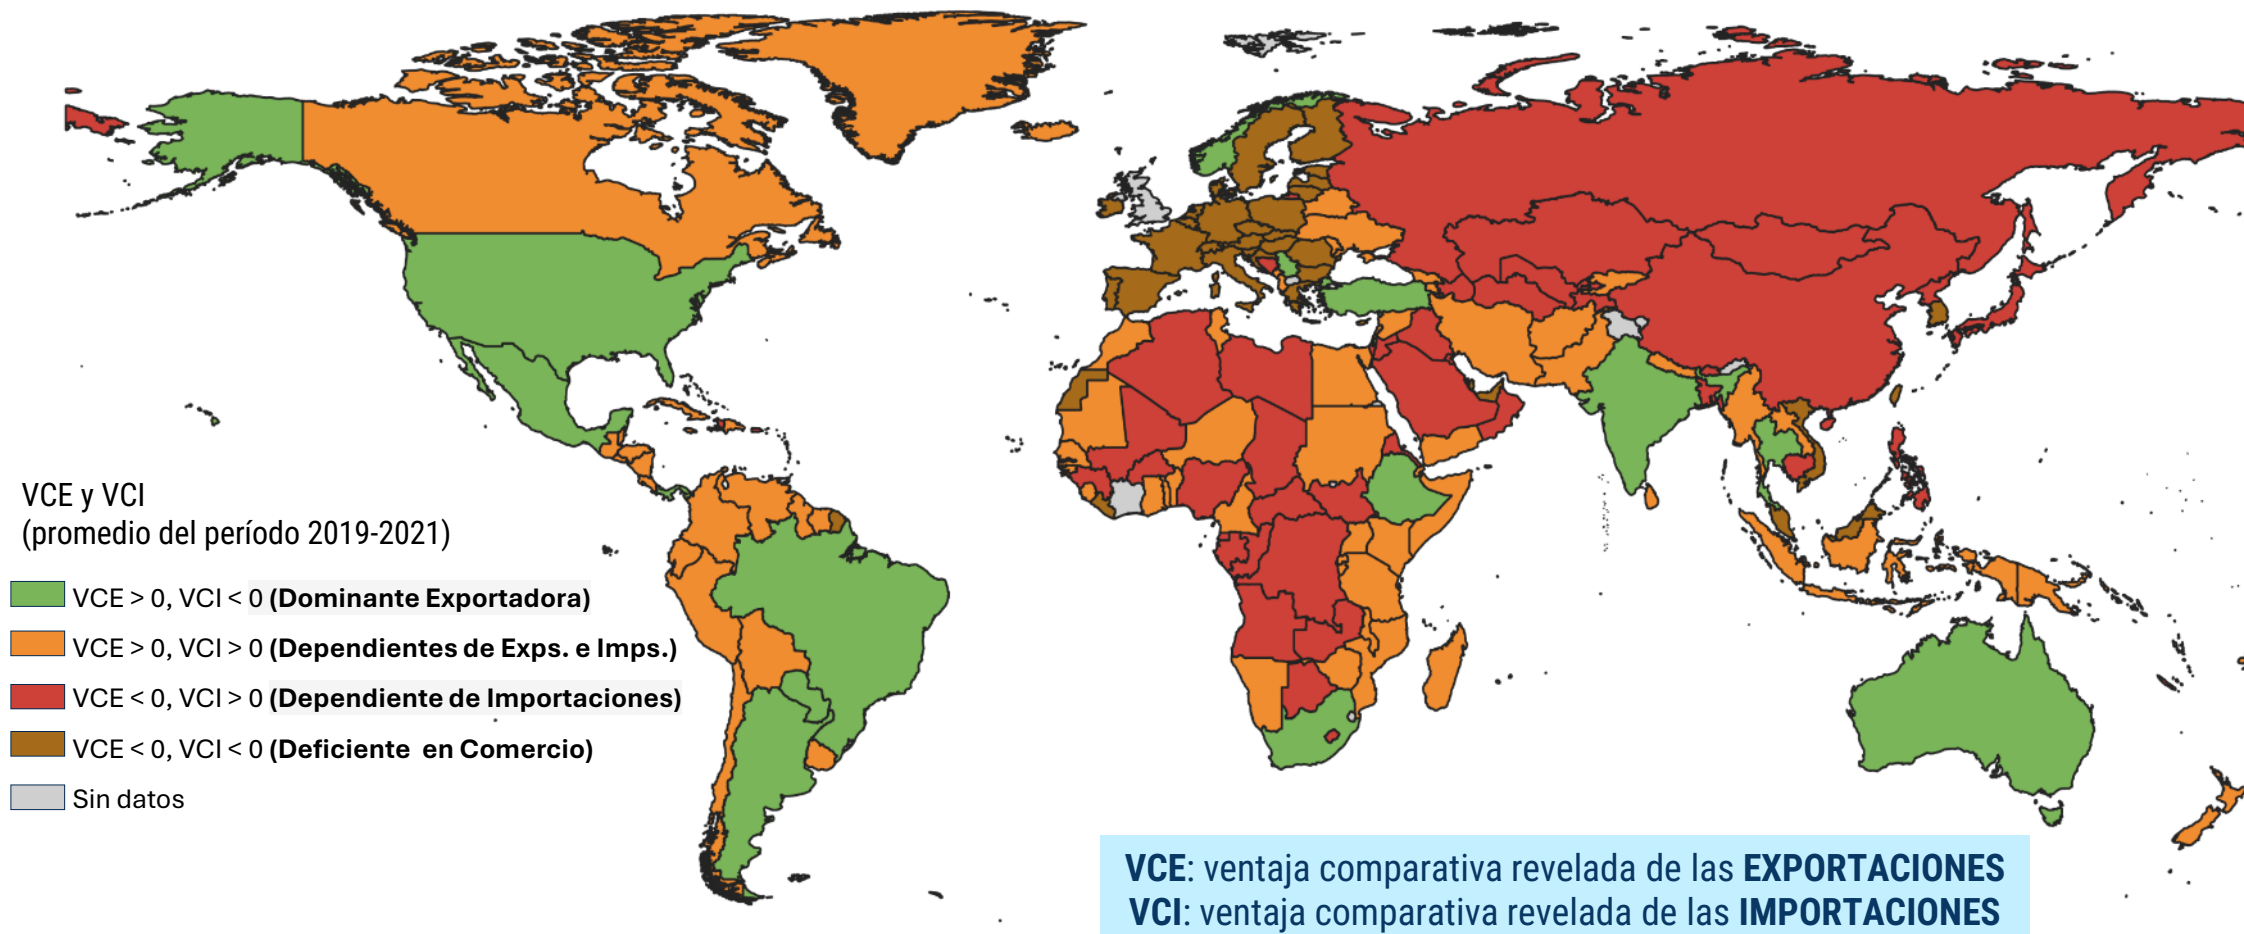 VCE y VCI
(promedio del período 2019-2021)
VCE > 0, VCI < 0 (Dominante Exportadora)
VCE > 0, VCI > 0 (Dependientes de Exps. e Imps.)
VCE < 0, VCI > 0 (Dependiente de Importaciones)
VCE < 0, VCI < 0 (Deficiente en Comercio)
Sin datos
VCE: ventaja comparativa revelada de las EXPORTACIONES
VCI: ventaja comparativa revelada de las IMPORTACIONES